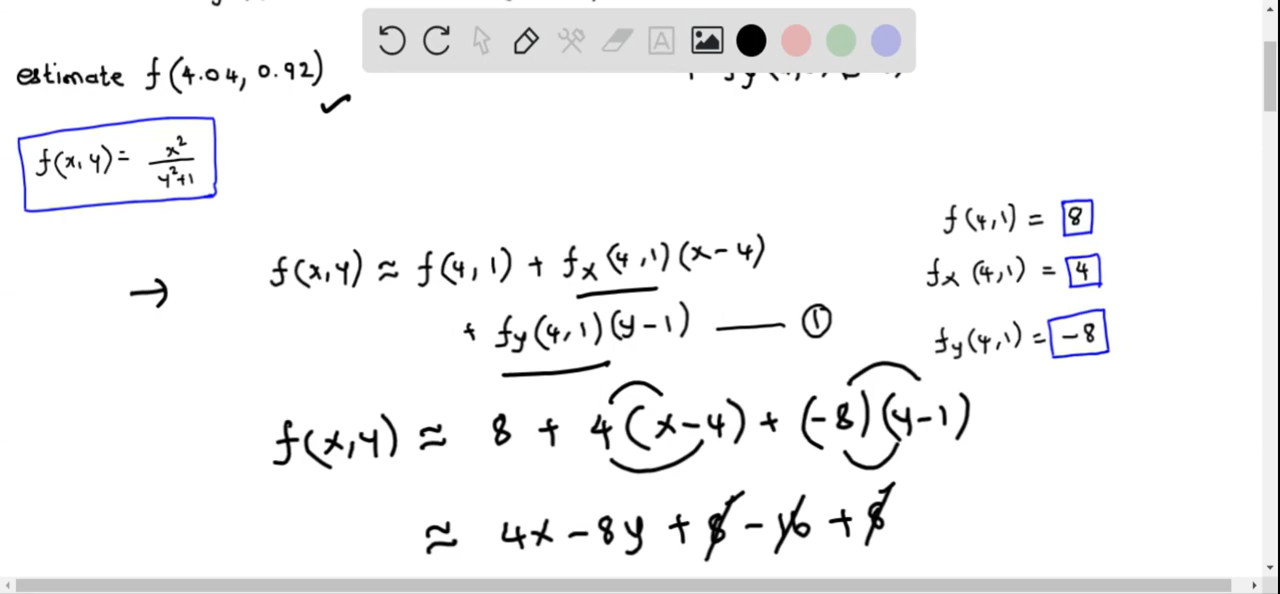 estimate f(4.04, 0.92)
f(x, y) = x²/(y²+1)
f(4,1) = 8
f(x,y) ≈ f(4,1) + fx(4,1)(x-4)
fx(4,1) = 4
+ fy(4,1)(y-1) —— ①
fy(4,1) = -8
f(x,y) ≈ 8 + 4(x-4) + (-8)(y-1)
≈ 4x - 8y + 8 - 16 + 8